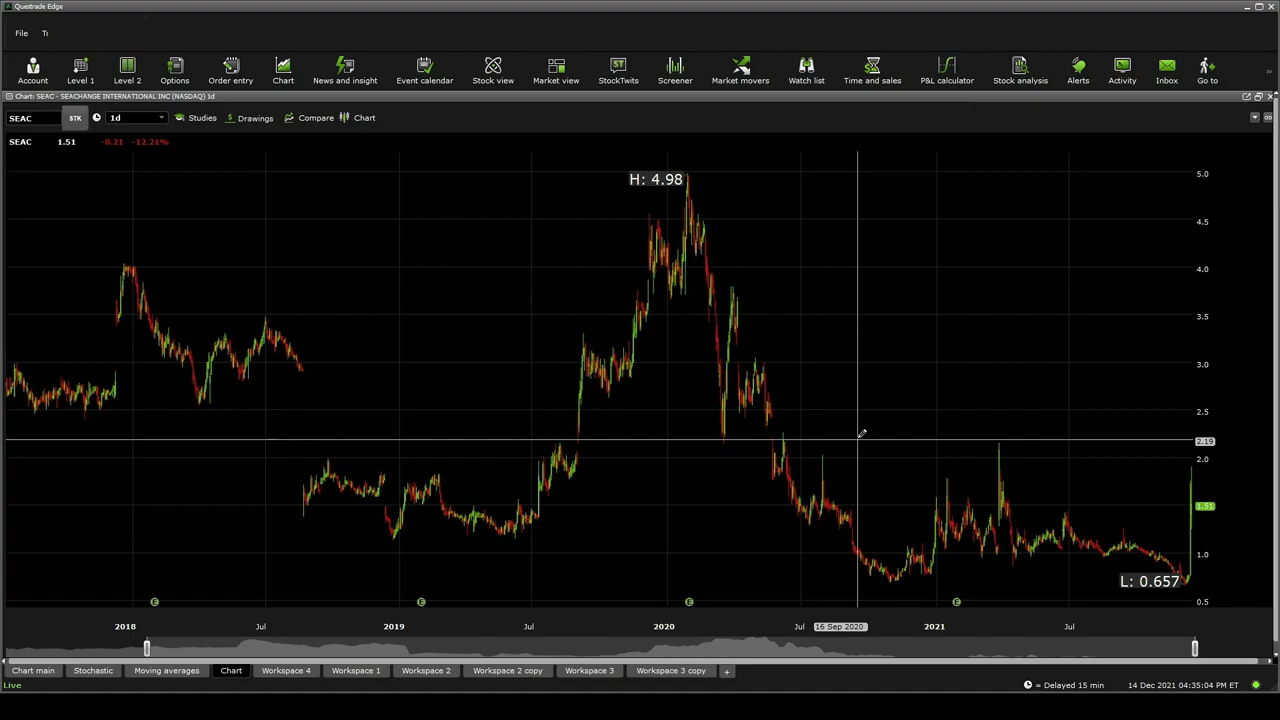 Questrade Edge
File
Account Level 1 Level 2 Options Order entry Chart News and insight Event calendar Stock view Market view StockTwits Screener Market movers Watch list Time and sales P&L calculator Stock analysis Alerts Activity Inbox Go to
Chart: SEAC - SEACHANGE INTERNATIONAL INC (NASDAQ) 1d
SEAC STK 1d Studies Drawings Compare Chart
SEAC 1.51 -0.21 -12.21%
H: 4.98
5.0
4.5
4.0
3.5
3.0
2.5
2.19
2.0
1.51
1.0
L: 0.657
0.5
E E E E
2018 Jul 2019 Jul 2020 Jul 16 Sep 2020 2021 Jul
Chart main Stochastic Moving averages Chart Workspace 4 Workspace 1 Workspace 2 Workspace 2 copy Workspace 3 Workspace 3 copy +
Live = Delayed 15 min 14 Dec 2021 04:35:04 PM ET